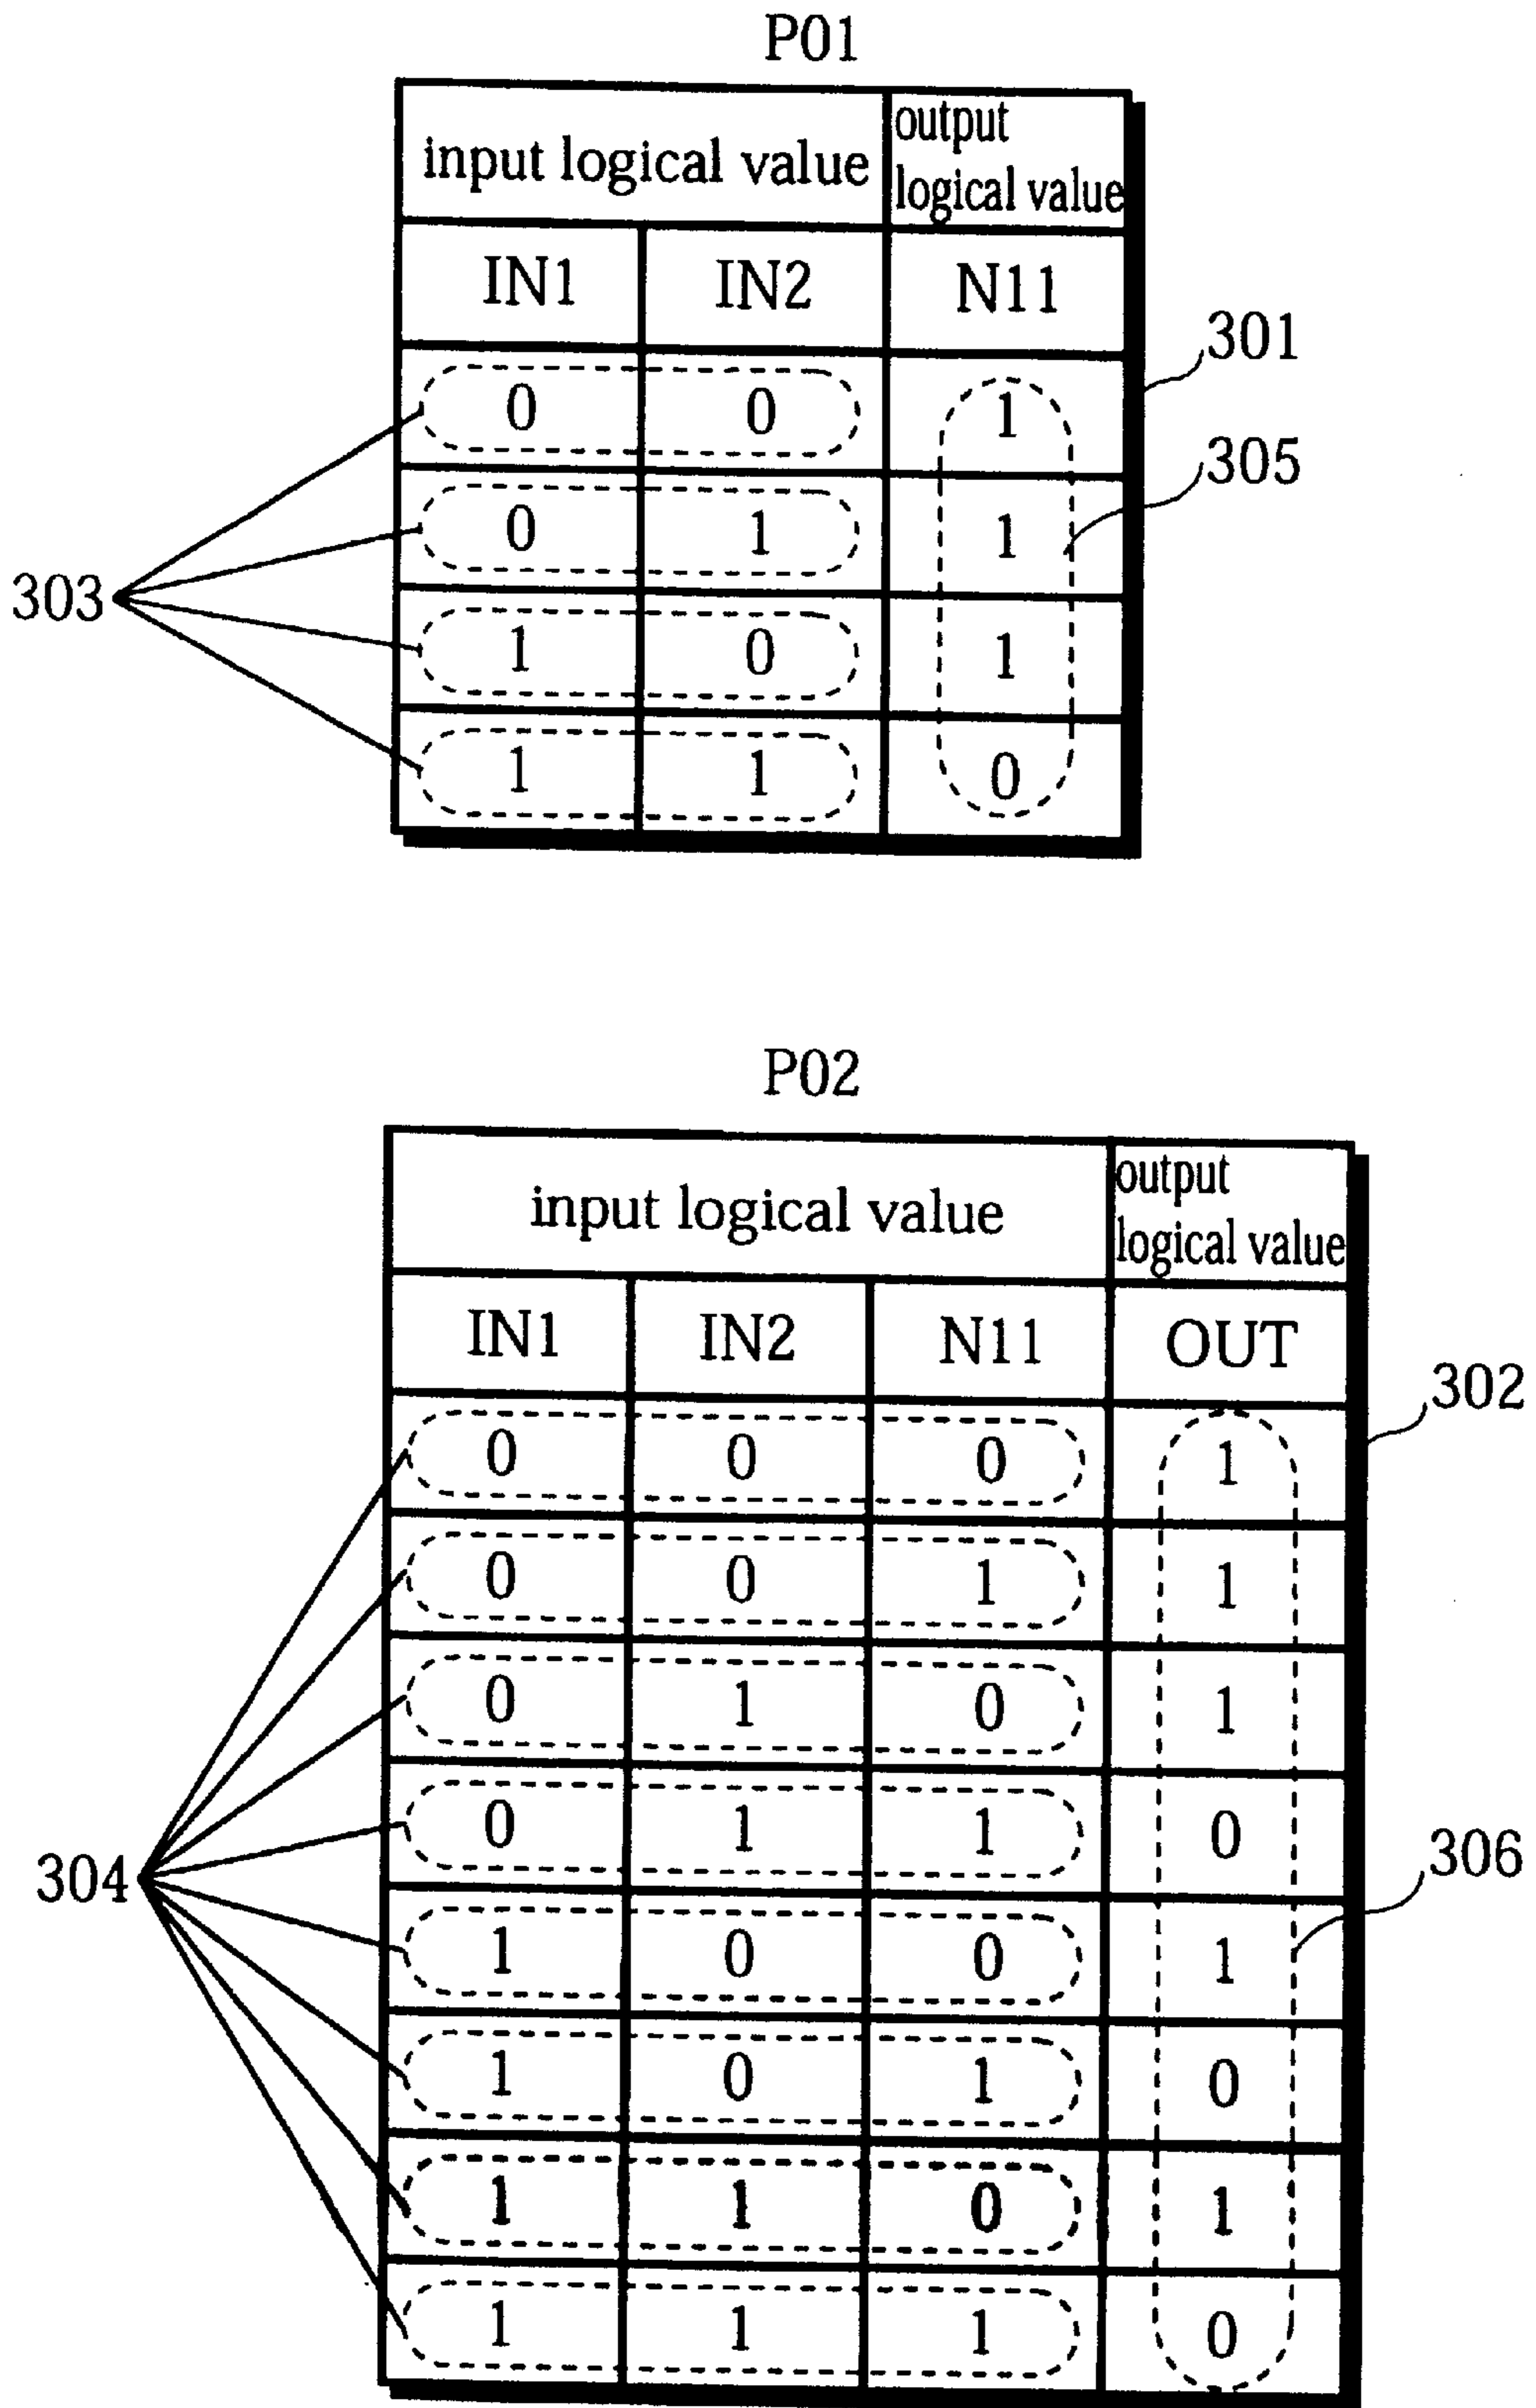 P01
input logical value output logical value
IN1 IN2 N11
301
0 0 1
305
0 1 1
303
1 0 1
1 1 0
P02
input logical value output logical value
IN1 IN2 N11 OUT
302
0 0 0 1
0 0 1 1
0 1 0 1
0 1 1 0
304
306
1 0 0 1
1 0 1 0
1 1 0 1
1 1 1 0